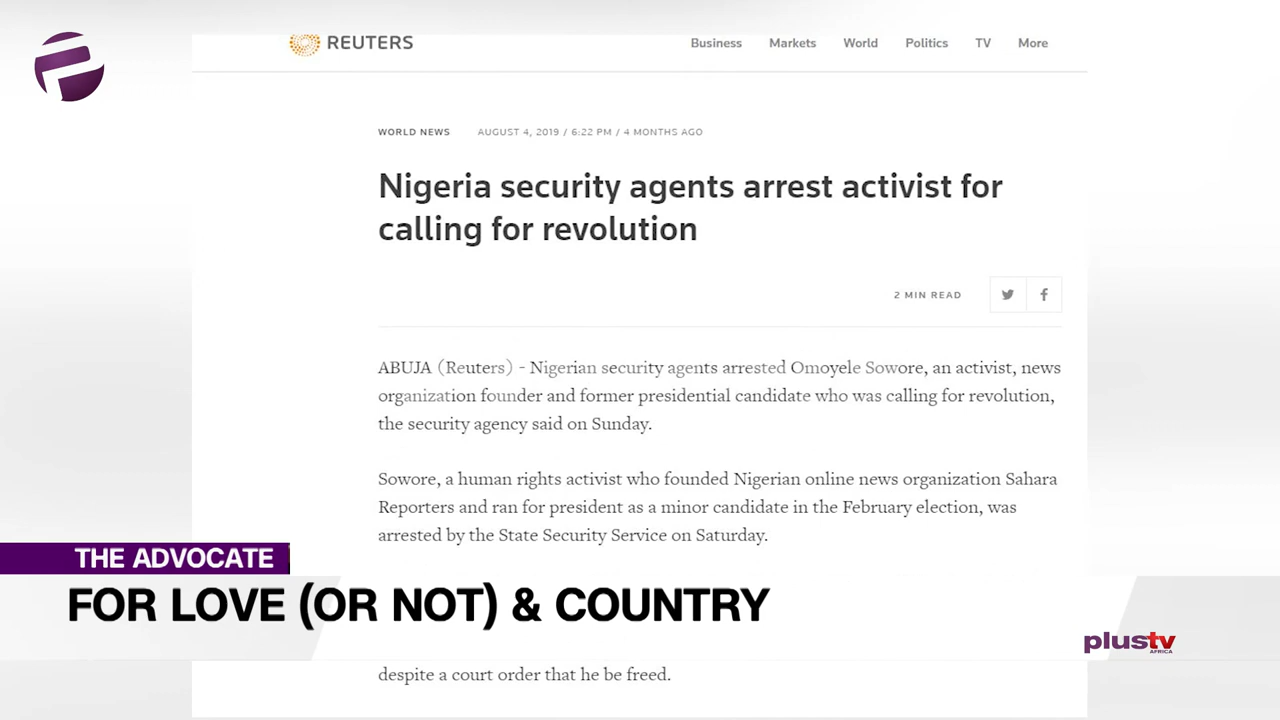 REUTERS
Business Markets World Politics TV More
WORLD NEWS AUGUST 4, 2019 / 6:22 PM / 4 MONTHS AGO
Nigeria security agents arrest activist for
calling for revolution
2 MIN READ
ABUJA (Reuters) - Nigerian security agents arrested Omoyele Sowore, an activist, news
organization founder and former presidential candidate who was calling for revolution,
the security agency said on Sunday.
Sowore, a human rights activist who founded Nigerian online news organization Sahara
Reporters and ran for president as a minor candidate in the February election, was
arrested by the State Security Service on Saturday.
THE ADVOCATE
FOR LOVE (OR NOT) & COUNTRY
plustv
AFRICA
despite a court order that he be freed.